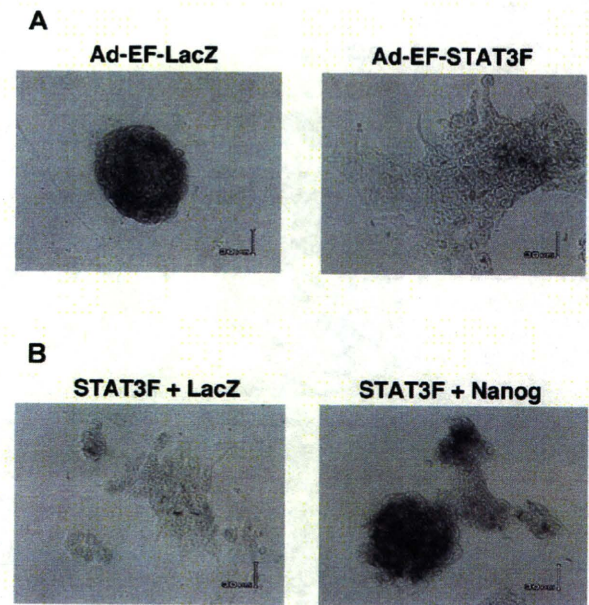 A
Ad-EF-LacZ Ad-EF-STAT3F
B
STAT3F + LacZ STAT3F + Nanog